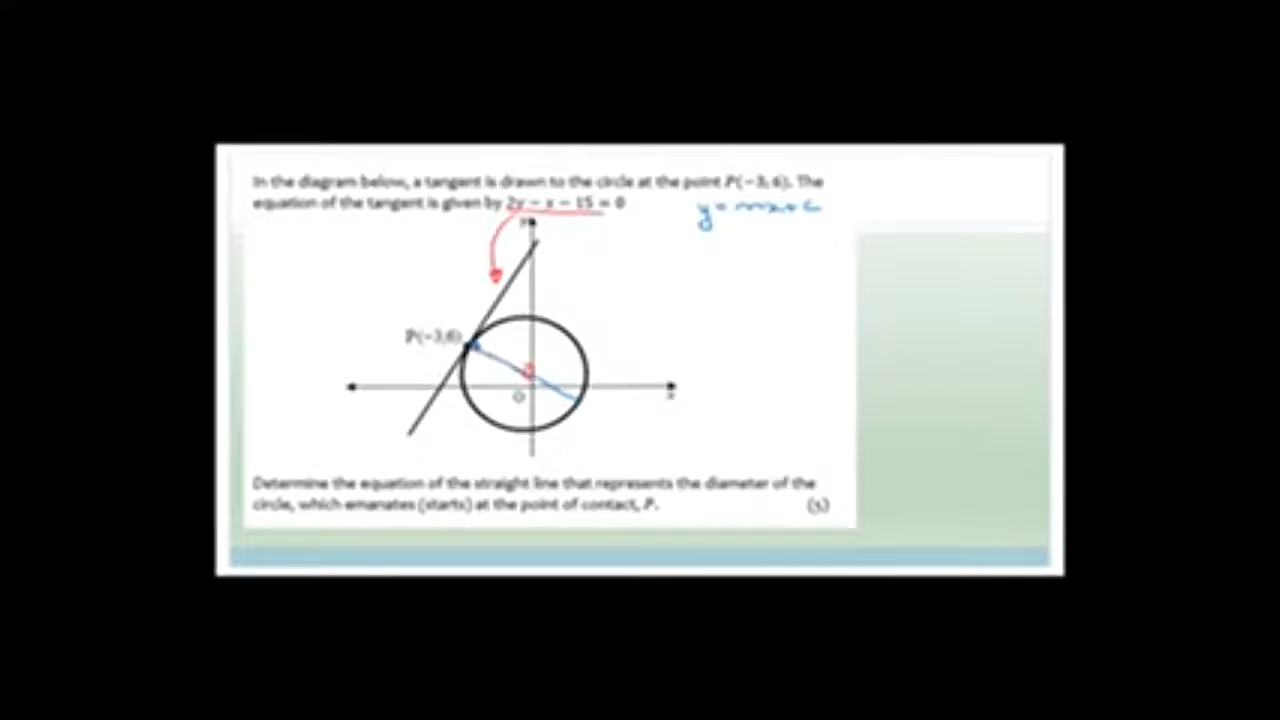 In the diagram below, a tangent is drawn to the circle at the point P(−3; 6). The
equation of the tangent is given by 2y − x − 15 = 0
y = mx + c
y
P(−3;6)
O
x
Determine the equation of the straight line that represents the diameter of the
circle, which emanates (starts) at the point of contact, P.
(5)